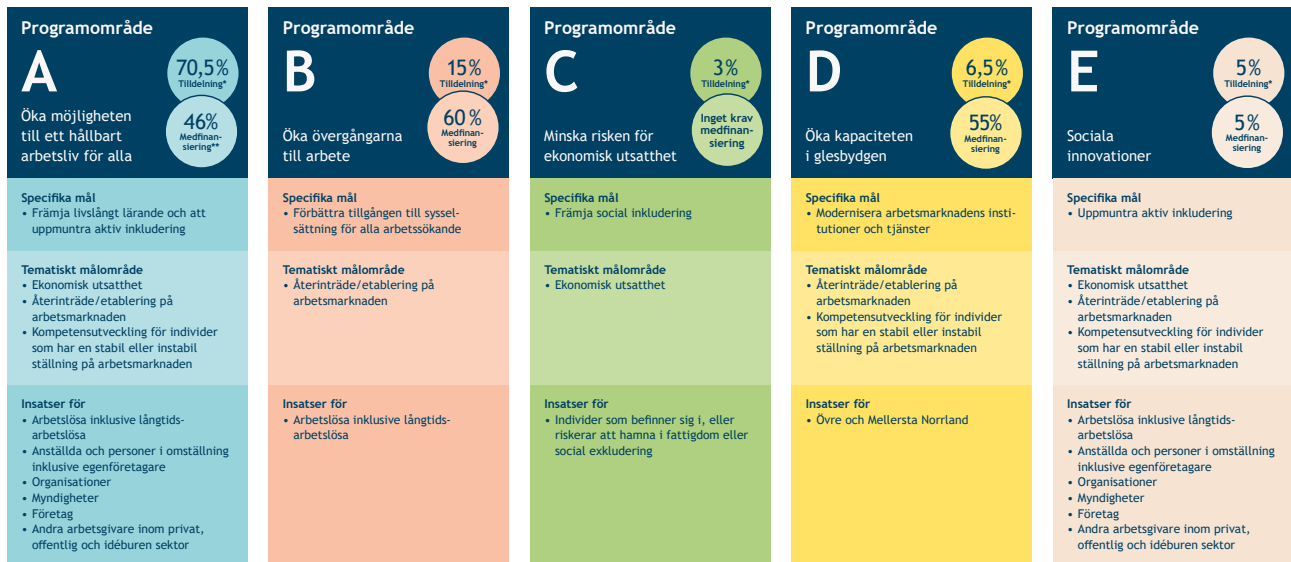 Programområde
A
70,5%
Tilldelning*
46%
Medfinan-
siering**
Öka möjligheten
till ett hållbart
arbetsliv för alla
Specifika mål
• Främja livslångt lärande och att
uppmuntra aktiv inkludering
Tematiskt målområde
• Ekonomisk utsatthet
• Återinträde/etablering på
arbetsmarknaden
• Kompetensutveckling för individer
som har en stabil eller instabil
ställning på arbetsmarknaden
Insatser för
• Arbetslösa inklusive långtids-
arbetslösa
• Anställda och personer i omställning
inklusive egenföretagare
• Organisationer
• Myndigheter
• Företag
• Andra arbetsgivare inom privat,
offentlig och idéburen sektor
Programområde
B
15%
Tilldelning*
60 %
Medfinan-
siering
Öka övergångarna
till arbete
Specifika mål
• Förbättra tillgången till syssel-
sättning för alla arbetssökande
Tematiskt målområde
• Återinträde/etablering på
arbetsmarknaden
Insatser för
• Arbetslösa inklusive långtids-
arbetslösa
Programområde
C
3%
Tilldelning*
Inget krav
medfinan-
siering
Minska risken för
ekonomisk utsatthet
Specifika mål
• Främja social inkludering
Tematiskt målområde
• Ekonomisk utsatthet
Insatser för
• Individer som befinner sig i, eller
riskerar att hamna i fattigdom eller
social exkludering
Programområde
D
6,5%
Tilldelning*
55%
Medfinan-
siering
Öka kapaciteten
i glesbydgen
Specifika mål
• Modernisera arbetsmarknadens insti-
tutioner och tjänster
Tematiskt målområde
• Återinträde/etablering på
arbetsmarknaden
• Kompetensutveckling för individer
som har en stabil eller instabil
ställning på arbetsmarknaden
Insatser för
• Övre och Mellersta Norrland
Programområde
E
5%
Tilldelning*
5%
Medfinan-
siering
Sociala
innovationer
Specifika mål
• Uppmuntra aktiv inkludering
Tematiskt målområde
• Ekonomisk utsatthet
• Återinträde/etablering på
arbetsmarknaden
• Kompetensutveckling för individer
som har en stabil eller instabil
ställning på arbetsmarknaden
Insatser för
• Arbetslösa inklusive långtids-
arbetslösa
• Anställda och personer i omställning
inklusive egenföretagare
• Organisationer
• Myndigheter
• Företag
• Andra arbetsgivare inom privat,
offentlig och idéburen sektor